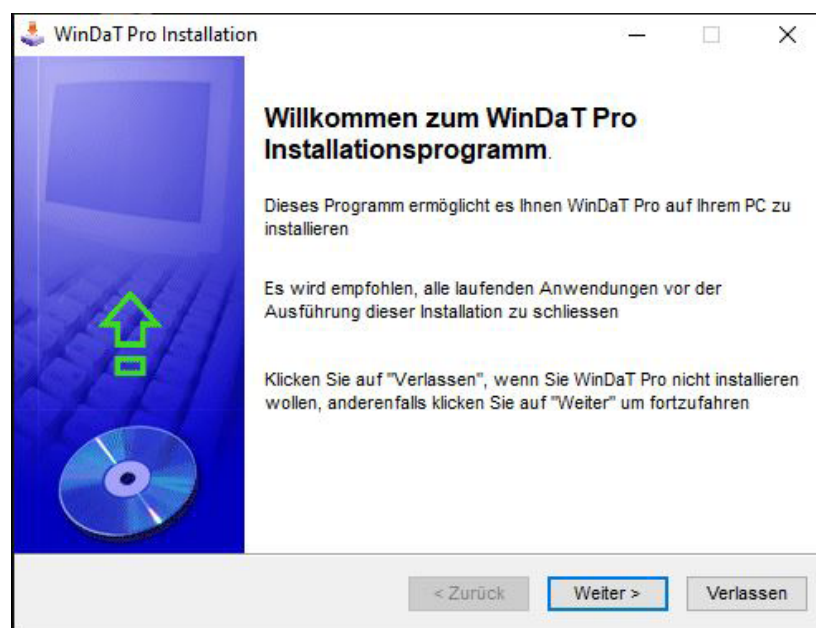 WinDaT Pro Installation
Willkommen zum WinDaT Pro
Installationsprogramm.
Dieses Programm ermöglicht es Ihnen WinDaT Pro auf Ihrem PC zu
installieren
Es wird empfohlen, alle laufenden Anwendungen vor der
Ausführung dieser Installation zu schliessen
Klicken Sie auf "Verlassen", wenn Sie WinDaT Pro nicht installieren
wollen, anderenfalls klicken Sie auf "Weiter" um fortzufahren
< Zurück Weiter > Verlassen